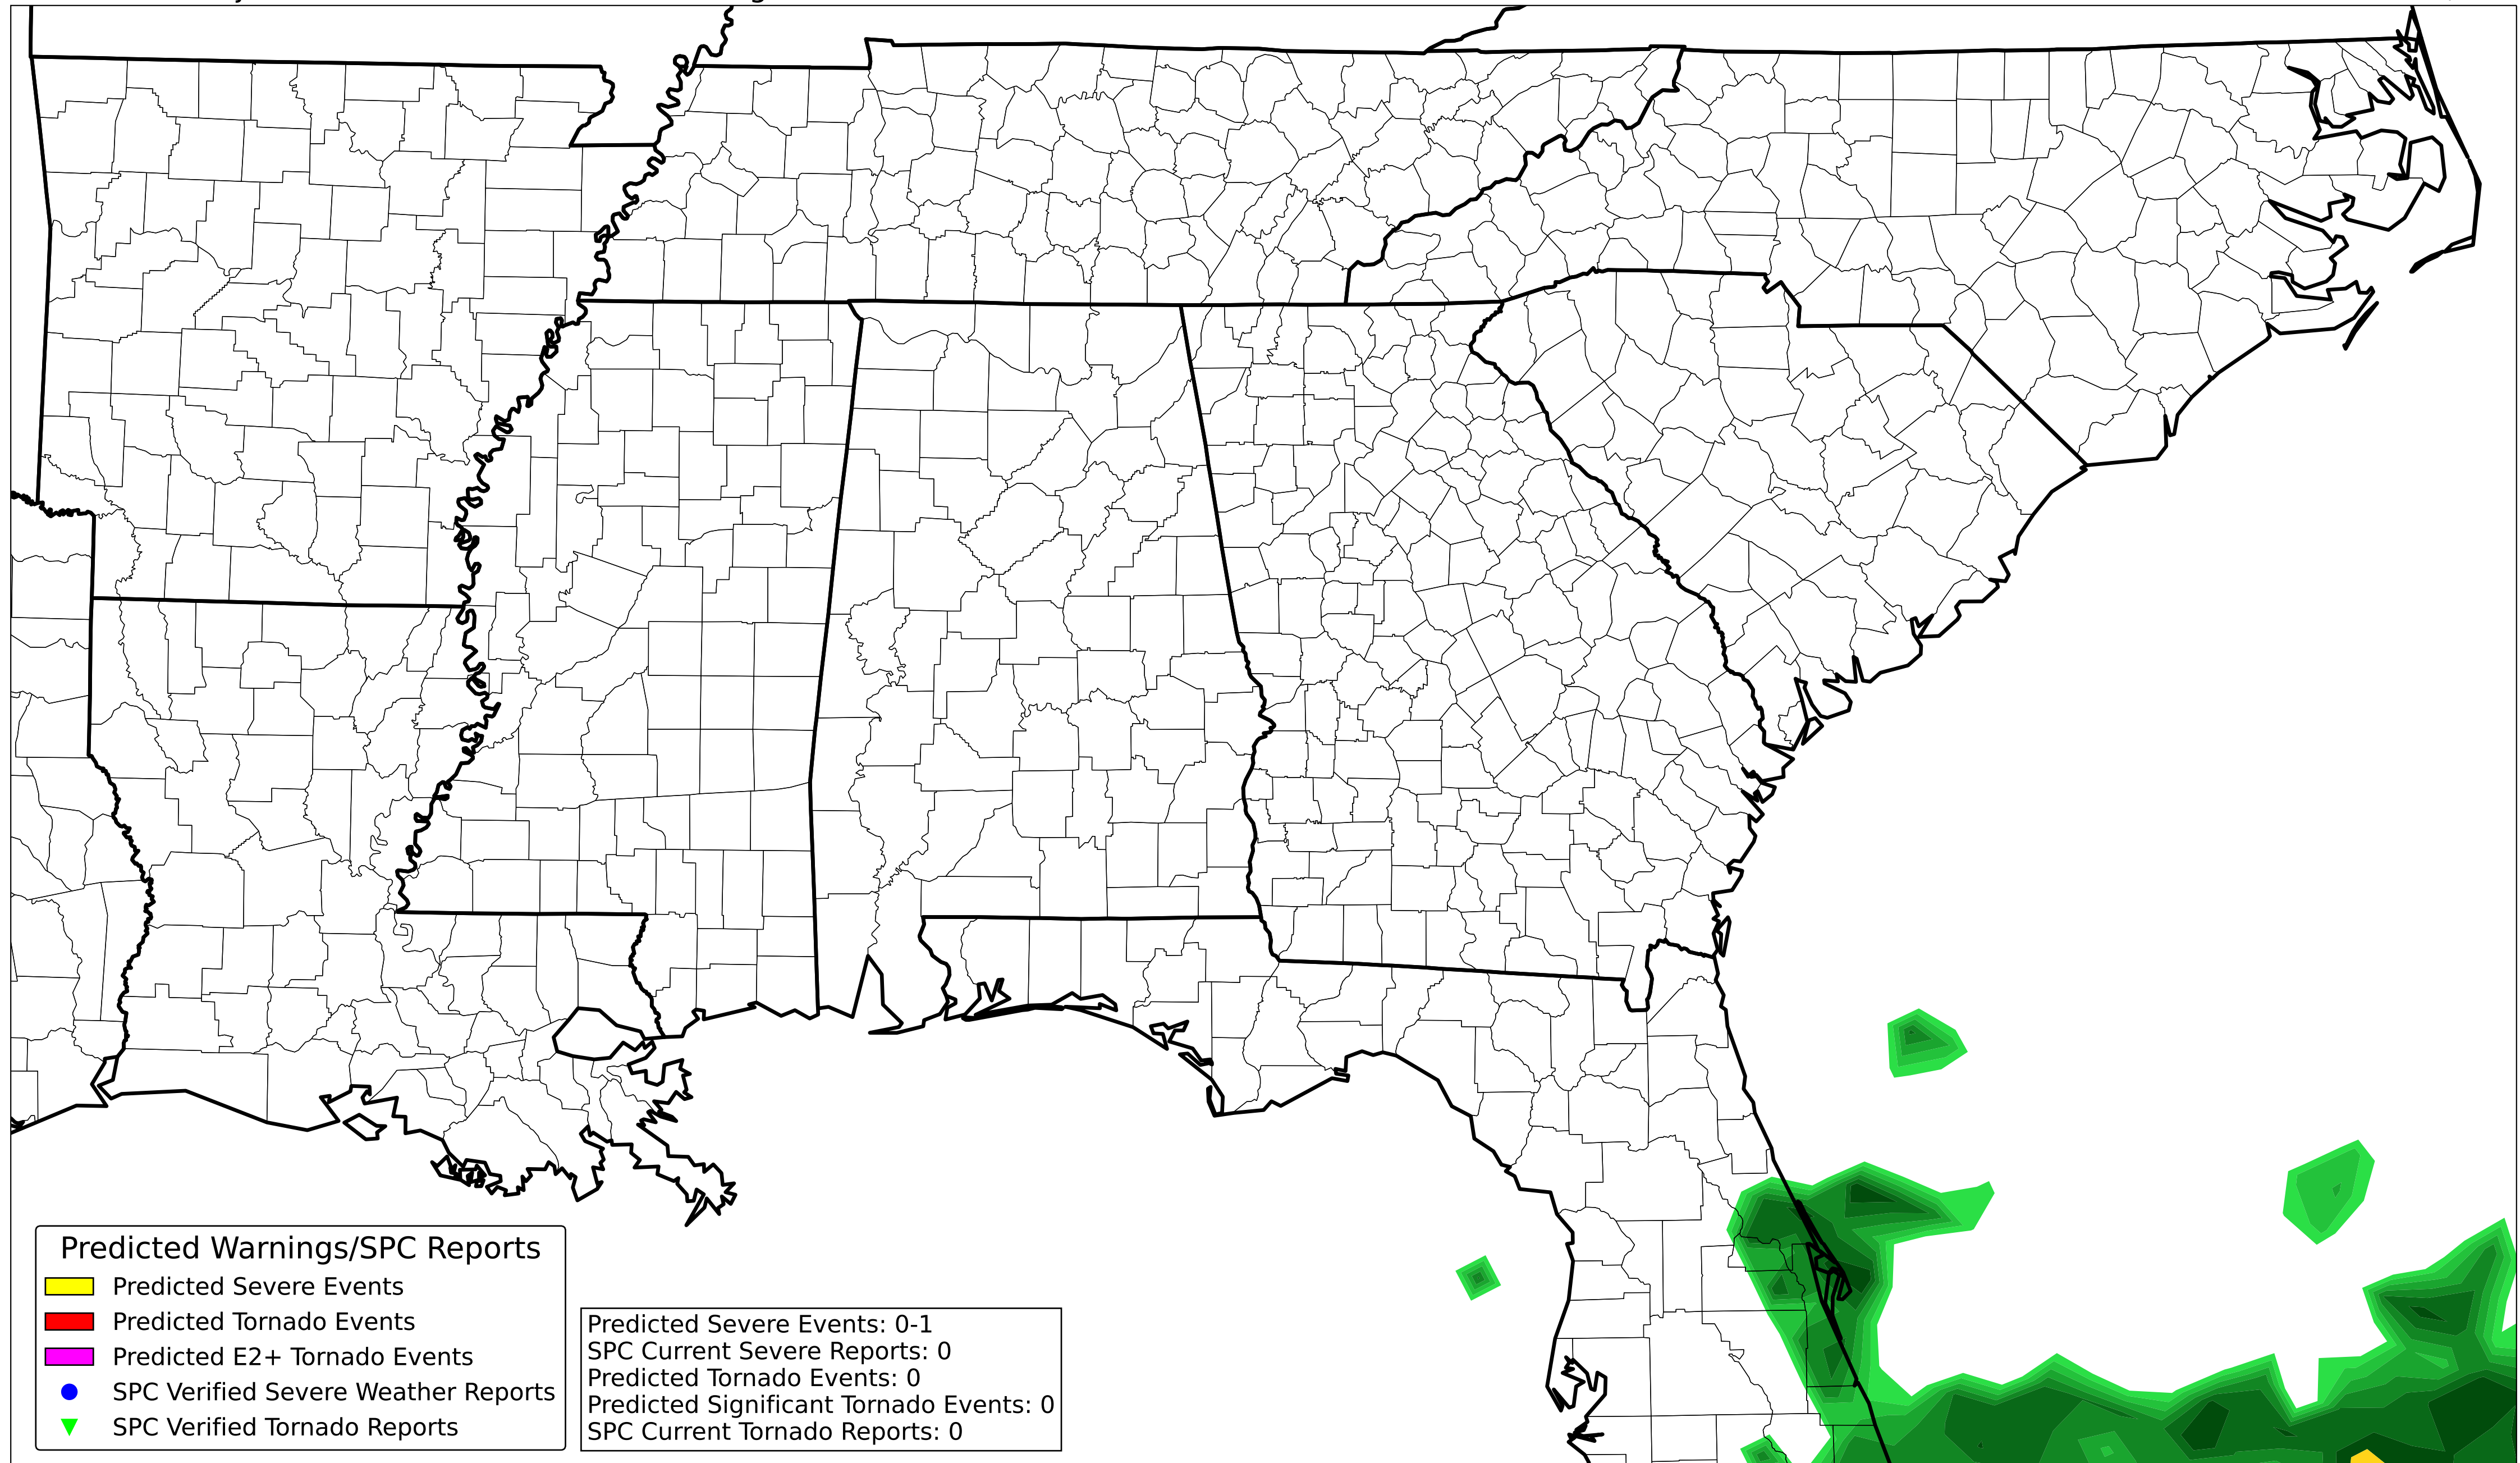 Predicted Warnings/SPC Reports
Predicted Severe Events
Predicted Tornado Events
Predicted E2+ Tornado Events
SPC Verified Severe Weather Reports
SPC Verified Tornado Reports
Predicted Severe Events: 0-1
SPC Current Severe Reports: 0
Predicted Tornado Events: 0
Predicted Significant Tornado Events: 0
SPC Current Tornado Reports: 0